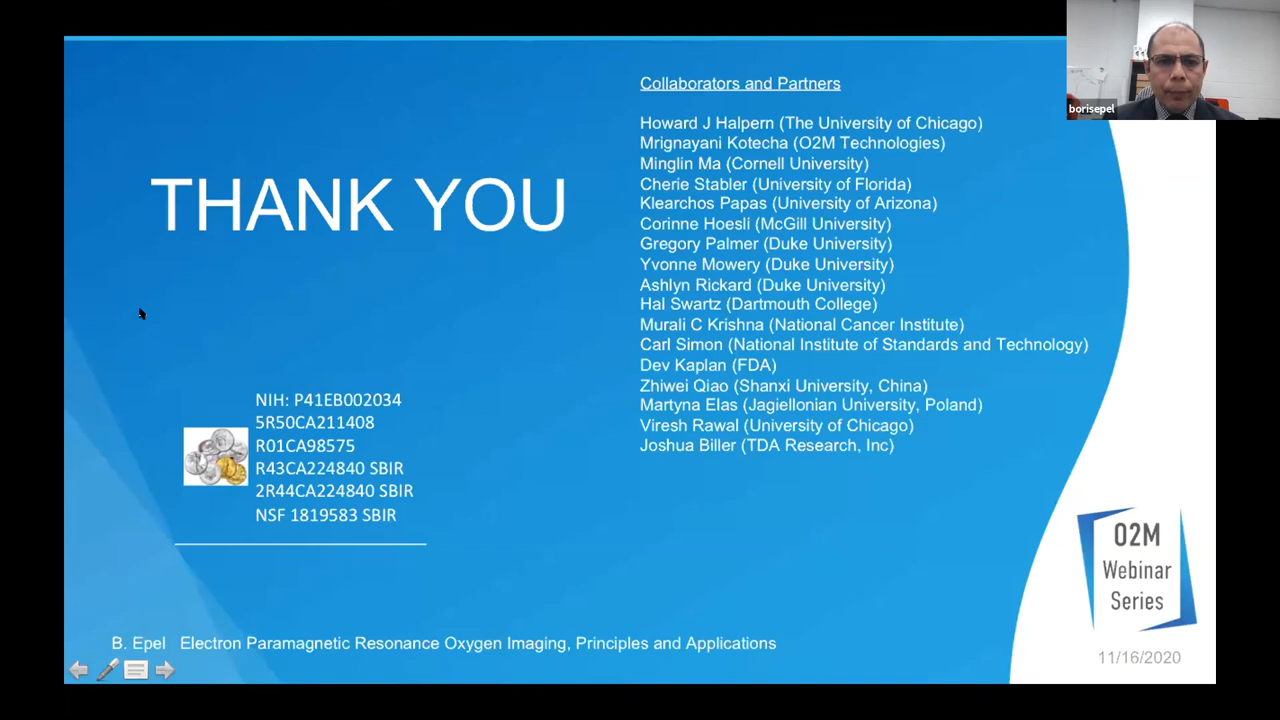 borisepel
Collaborators and Partners
THANK YOU
Howard J Halpern (The University of Chicago)
Mrignayani Kotecha (O2M Technologies)
Minglin Ma (Cornell University)
Cherie Stabler (University of Florida)
Klearchos Papas (University of Arizona)
Corinne Hoesli (McGill University)
Gregory Palmer (Duke University)
Yvonne Mowery (Duke University)
Ashlyn Rickard (Duke University)
Hal Swartz (Dartmouth College)
Murali C Krishna (National Cancer Institute)
Carl Simon (National Institute of Standards and Technology)
Dev Kaplan (FDA)
Zhiwei Qiao (Shanxi University, China)
Martyna Elas (Jagiellonian University, Poland)
Viresh Rawal (University of Chicago)
Joshua Biller (TDA Research, Inc)
NIH: P41EB002034
5R50CA211408
R01CA98575
R43CA224840 SBIR
2R44CA224840 SBIR
NSF 1819583 SBIR
O2M
Webinar
Series
B. Epel Electron Paramagnetic Resonance Oxygen Imaging, Principles and Applications
11/16/2020